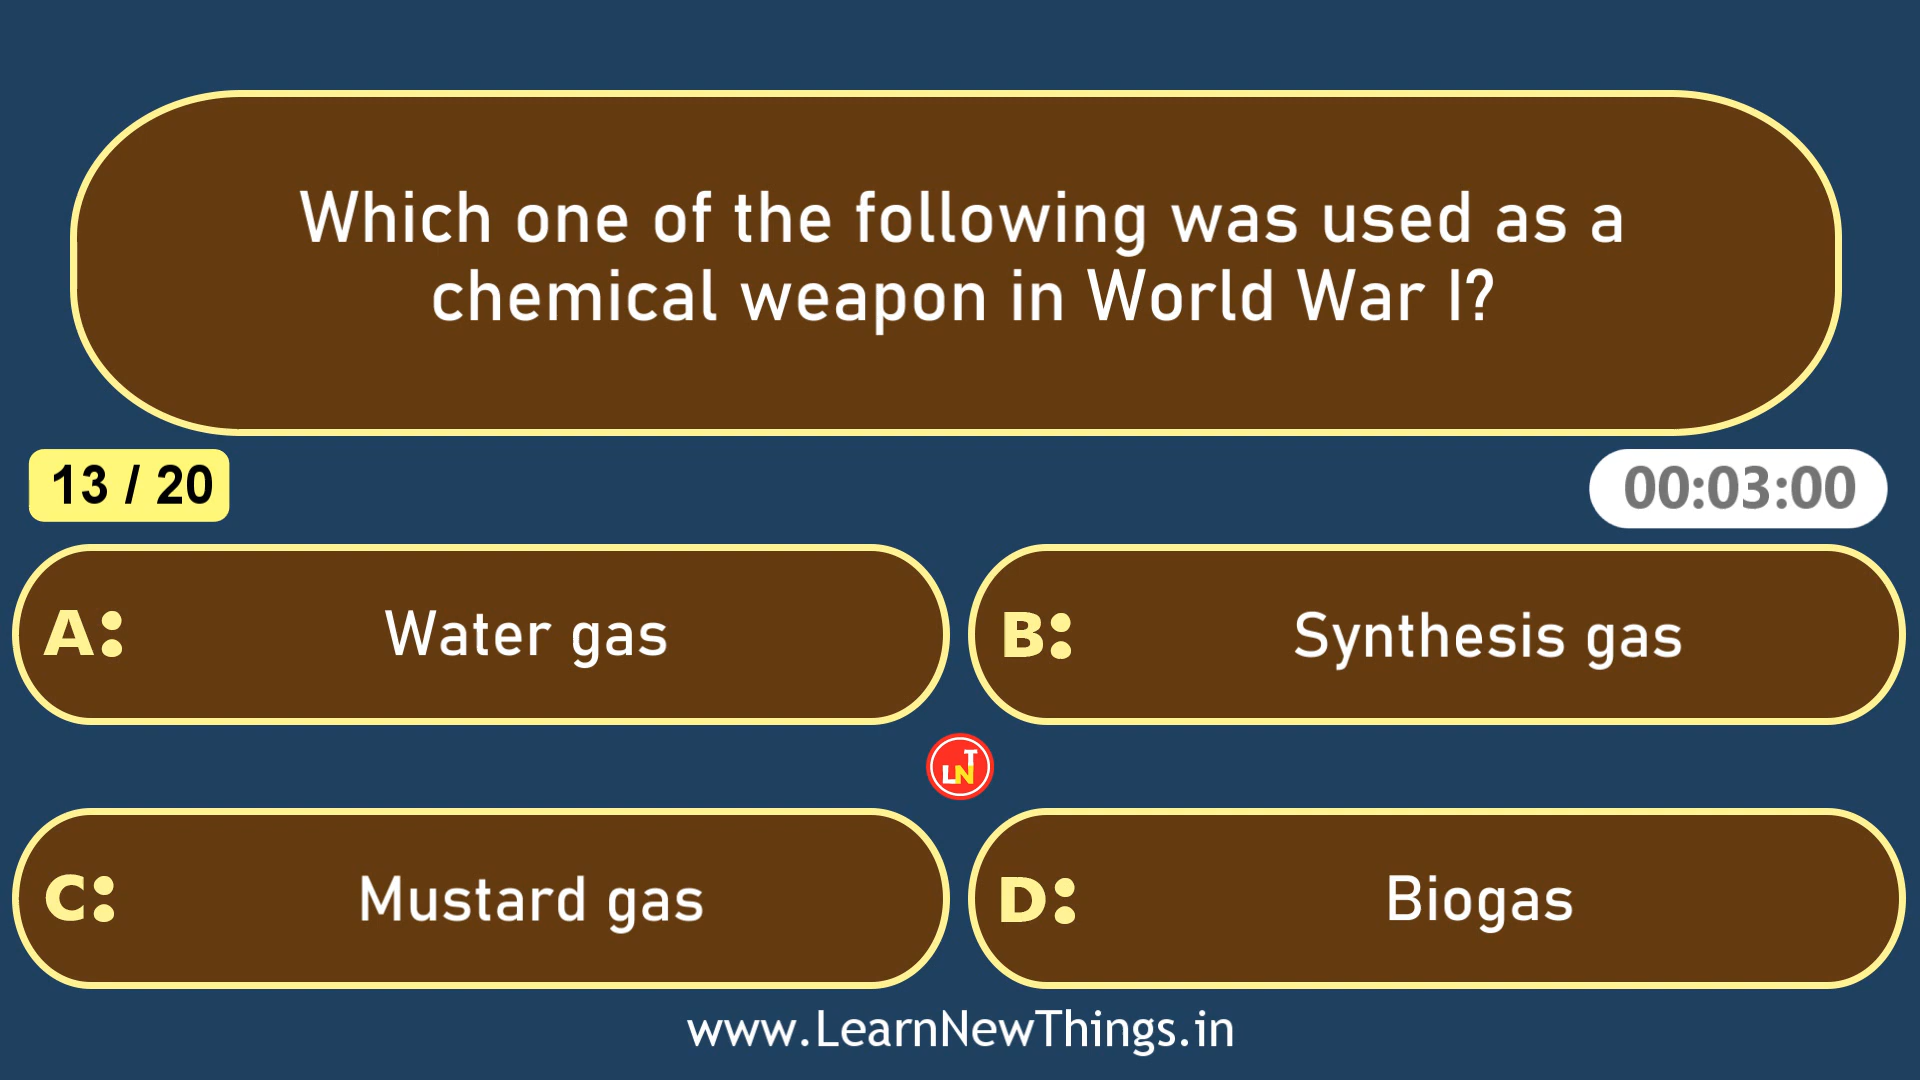 Which one of the following was used as a
chemical weapon in World War I?
13 / 20
00:03:00
A: Water gas
B: Synthesis gas
LNT
C: Mustard gas
D: Biogas
www.LearnNewThings.in